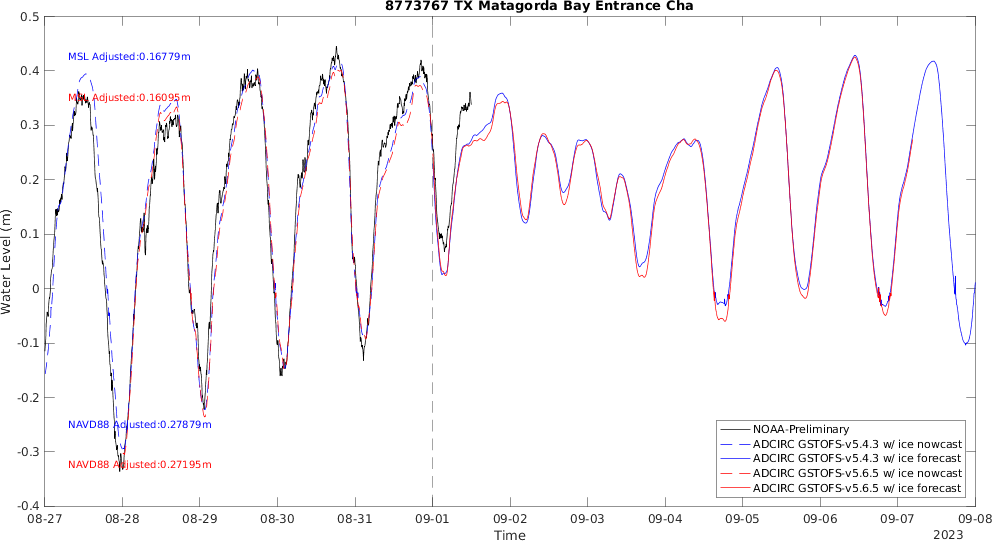 8773767 TX Matagorda Bay Entrance Cha
0.5
0.4
0.3
0.2
0.1
0
-0.1
-0.2
-0.3
-0.4
Water Level (m)
MSL Adjusted:0.16779m
MSL Adjusted:0.16095m
NAVD88 Adjusted:0.27879m
NAVD88 Adjusted:0.27195m
NOAA-Preliminary
ADCIRC GSTOFS-v5.4.3 w/ ice nowcast
ADCIRC GSTOFS-v5.4.3 w/ ice forecast
ADCIRC GSTOFS-v5.6.5 w/ ice nowcast
ADCIRC GSTOFS-v5.6.5 w/ ice forecast
08-27 08-28 08-29 08-30 08-31 09-01 09-02 09-03 09-04 09-05 09-06 09-07 09-08
Time
2023